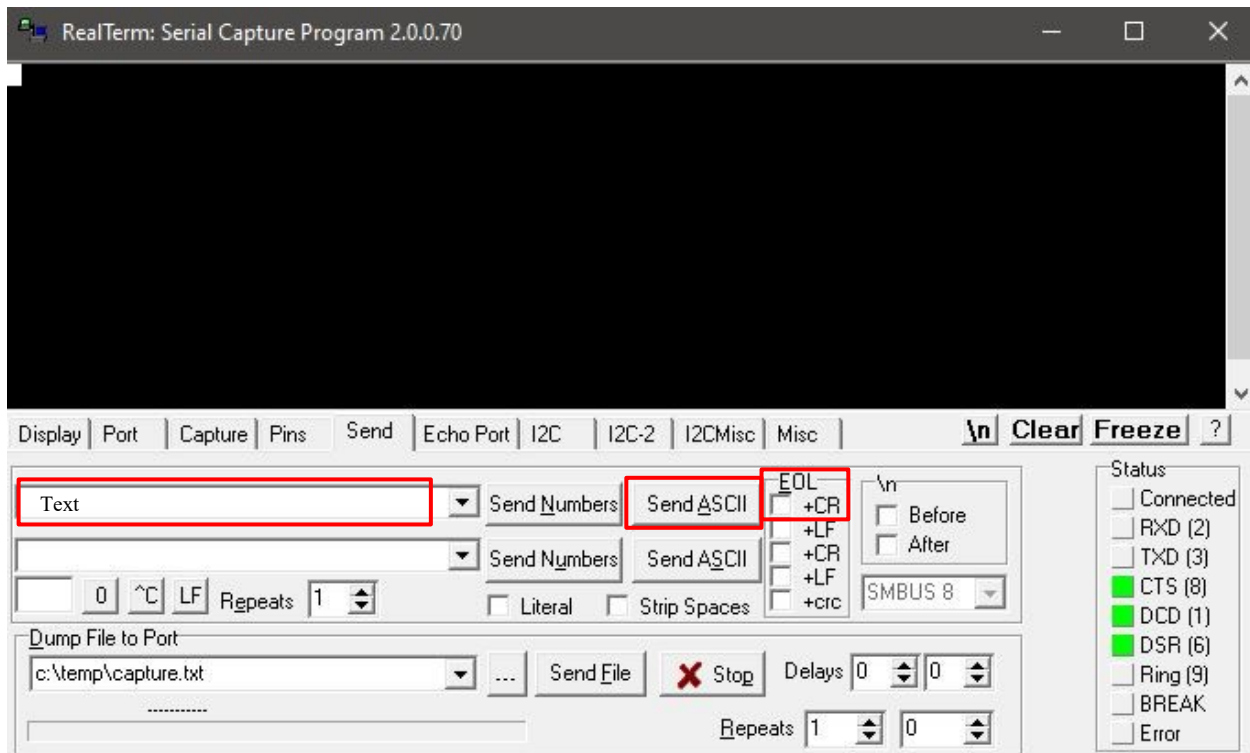 RealTerm: Serial Capture Program 2.0.0.70
Display Port Capture Pins Send Echo Port I2C I2C-2 I2CMisc Misc \n Clear Freeze ?
Text Send Numbers Send ASCII
Send Numbers Send ASCII
0 ^C LF Repeats 1 Literal Strip Spaces
EOL
+CR
+LF
+CR
+LF
+crc
\n
Before
After
SMBUS 8
Dump File to Port
c:\temp\capture.txt ... Send File Stop Delays 0 0
-----------
Repeats 1 0
Status
Connected
RXD (2)
TXD (3)
CTS (8)
DCD (1)
DSR (6)
Ring (9)
BREAK
Error